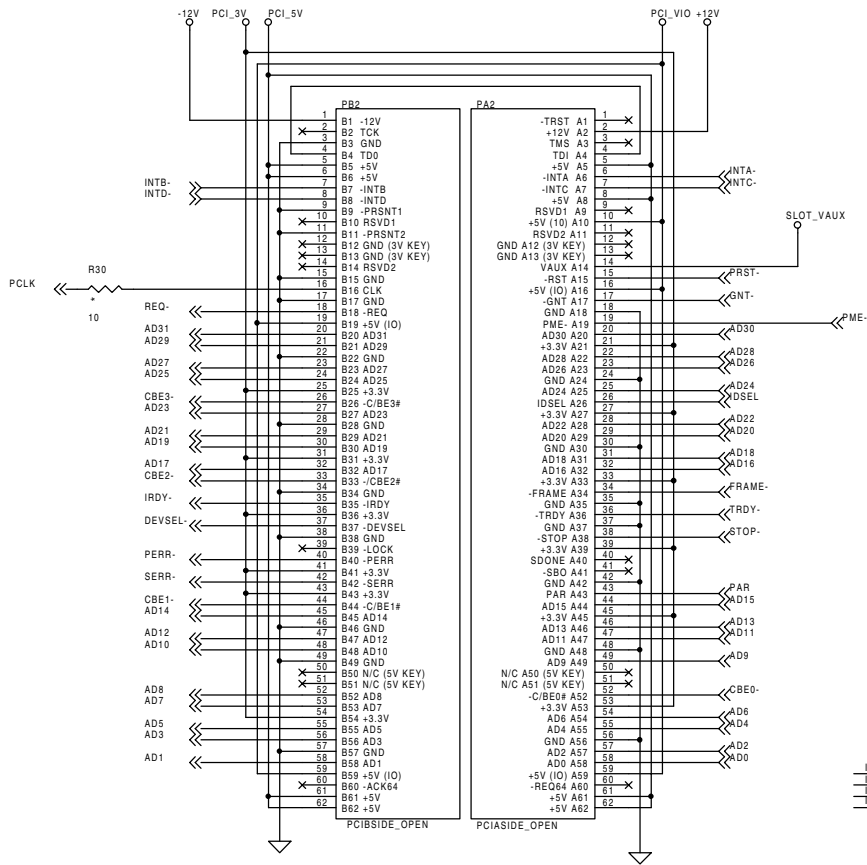 -12V PCI_3V PCI_5V PCI_VIO +12V
PB2 PA2
1 B1 -12V -TRST A1 1
2 B2 TCK +12V A2 2
3 B3 GND TMS A3 3
4 B4 TD0 TDI A4 4
5 B5 +5V +5V A5 5
6 B6 +5V -INTA A6 6 INTA-
INTB- 7 B7 -INTB -INTC A7 7 INTC-
INTD- 8 B8 -INTD +5V A8 8
9 B9 -PRSNT1 RSVD1 A9 9
10 B10 RSVD1 +5V (10) A10 10
11 B11 -PRSNT2 RSVD2 A11 11
12 B12 GND (3V KEY) GND A12 (3V KEY) 12
13 B13 GND (3V KEY) GND A13 (3V KEY) 13
14 B14 RSVD2 VAUX A14 14 SLOT_VAUX
15 B15 GND -RST A15 15 PRST-
PCLK R30 * 10 16 B16 CLK +5V (IO) A16 16
17 B17 GND -GNT A17 17 GNT-
REQ- 18 B18 -REQ GND A18 18
19 B19 +5V (IO) PME- A19 19 PME-
AD31 20 B20 AD31 AD30 A20 20 AD30
AD29 21 B21 AD29 +3.3V A21 21
22 B22 GND AD28 A22 22 AD28
AD27 23 B23 AD27 AD26 A23 23 AD26
AD25 24 B24 AD25 GND A24 24
25 B25 +3.3V AD24 A25 25 AD24
CBE3- 26 B26 -C/BE3# IDSEL A26 26 IDSEL
AD23 27 B27 AD23 +3.3V A27 27
28 B28 GND AD22 A28 28 AD22
AD21 29 B29 AD21 AD20 A29 29 AD20
AD19 30 B30 AD19 GND A30 30
31 B31 +3.3V AD18 A31 31 AD18
AD17 32 B32 AD17 AD16 A32 32 AD16
CBE2- 33 B33 -/CBE2# +3.3V A33 33
34 B34 GND -FRAME A34 34 FRAME-
IRDY- 35 B35 -IRDY GND A35 35
36 B36 +3.3V -TRDY A36 36 TRDY-
DEVSEL- 37 B37 -DEVSEL GND A37 37
38 B38 GND -STOP A38 38 STOP-
39 B39 -LOCK +3.3V A39 39
PERR- 40 B40 -PERR SDONE A40 40
41 B41 +3.3V -SBO A41 41
SERR- 42 B42 -SERR GND A42 42
43 B43 +3.3V PAR A43 43 PAR
CBE1- 44 B44 -C/BE1# AD15 A44 44 AD15
AD14 45 B45 AD14 +3.3V A45 45
46 B46 GND AD13 A46 46 AD13
AD12 47 B47 AD12 AD11 A47 47 AD11
AD10 48 B48 AD10 GND A48 48
49 B49 GND AD9 A49 49 AD9
50 B50 N/C (5V KEY) N/C A50 (5V KEY) 50
51 B51 N/C (5V KEY) N/C A51 (5V KEY) 51
AD8 52 B52 AD8 -C/BE0# A52 52 CBE0-
AD7 53 B53 AD7 +3.3V A53 53
54 B54 +3.3V AD6 A54 54 AD6
AD5 55 B55 AD5 AD4 A55 55 AD4
AD3 56 B56 AD3 GND A56 56
57 B57 GND AD2 A57 57 AD2
AD1 58 B58 AD1 AD0 A58 58 AD0
59 B59 +5V (IO) +5V (IO) A59 59
60 B60 -ACK64 -REQ64 A60 60
61 B61 +5V +5V A61 61
62 B62 +5V +5V A62 62
PCIBSIDE_OPEN PCIASIDE_OPEN